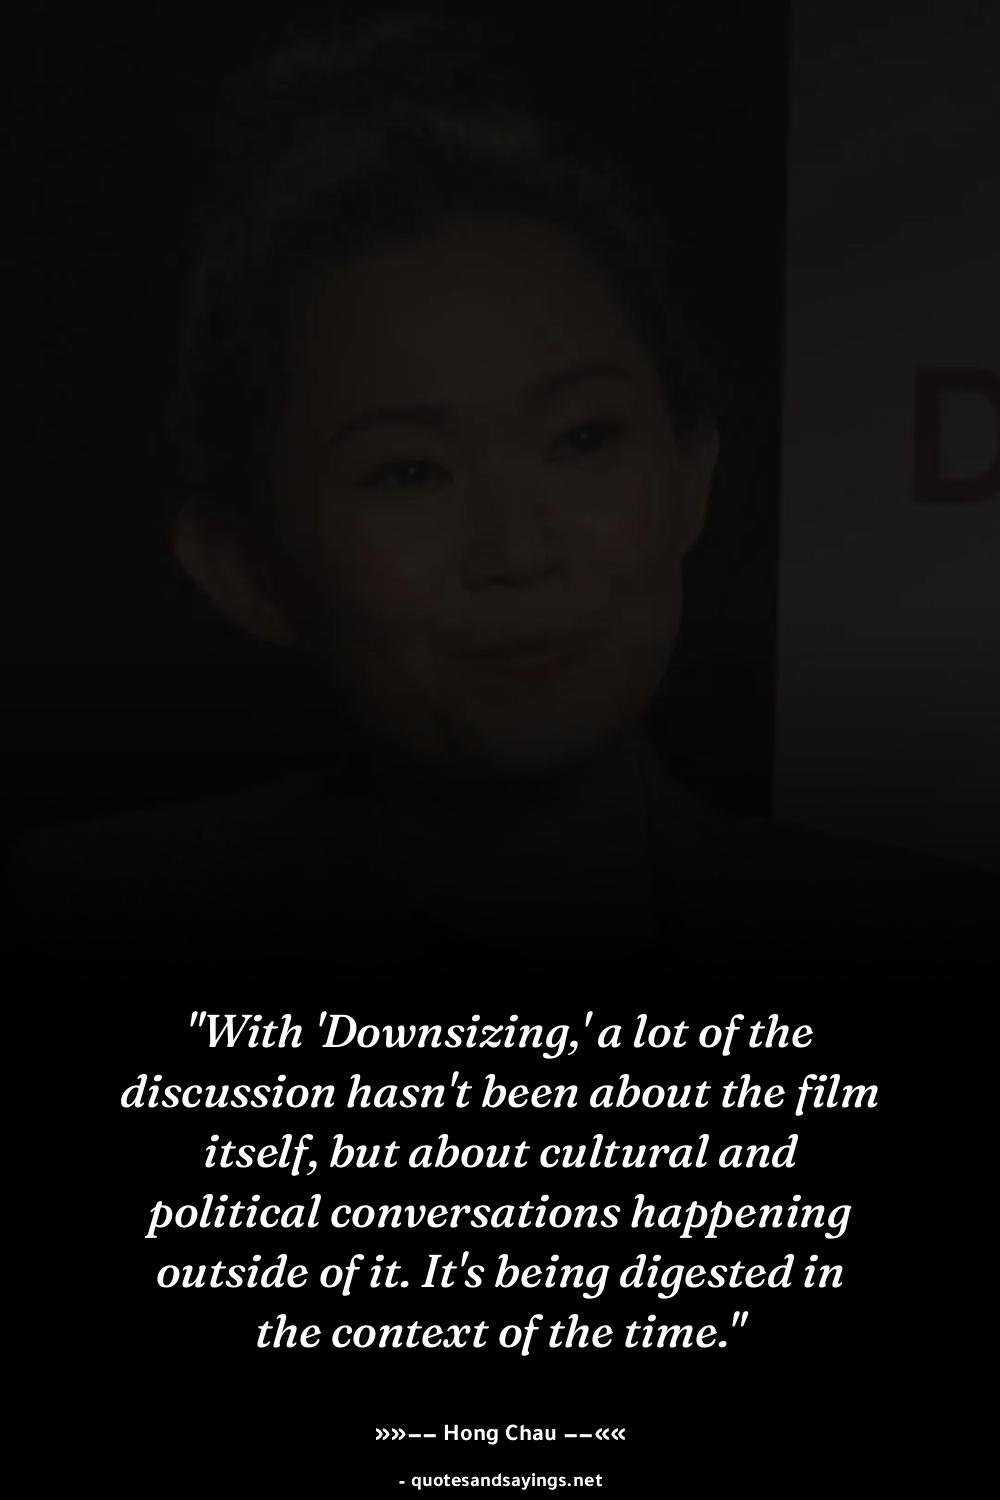 D
"With 'Downsizing,' a lot of the
discussion hasn't been about the film
itself, but about cultural and
political conversations happening
outside of it. It's being digested in
the context of the time."
»»−− Hong Chau −−««
- quotesandsayings.net